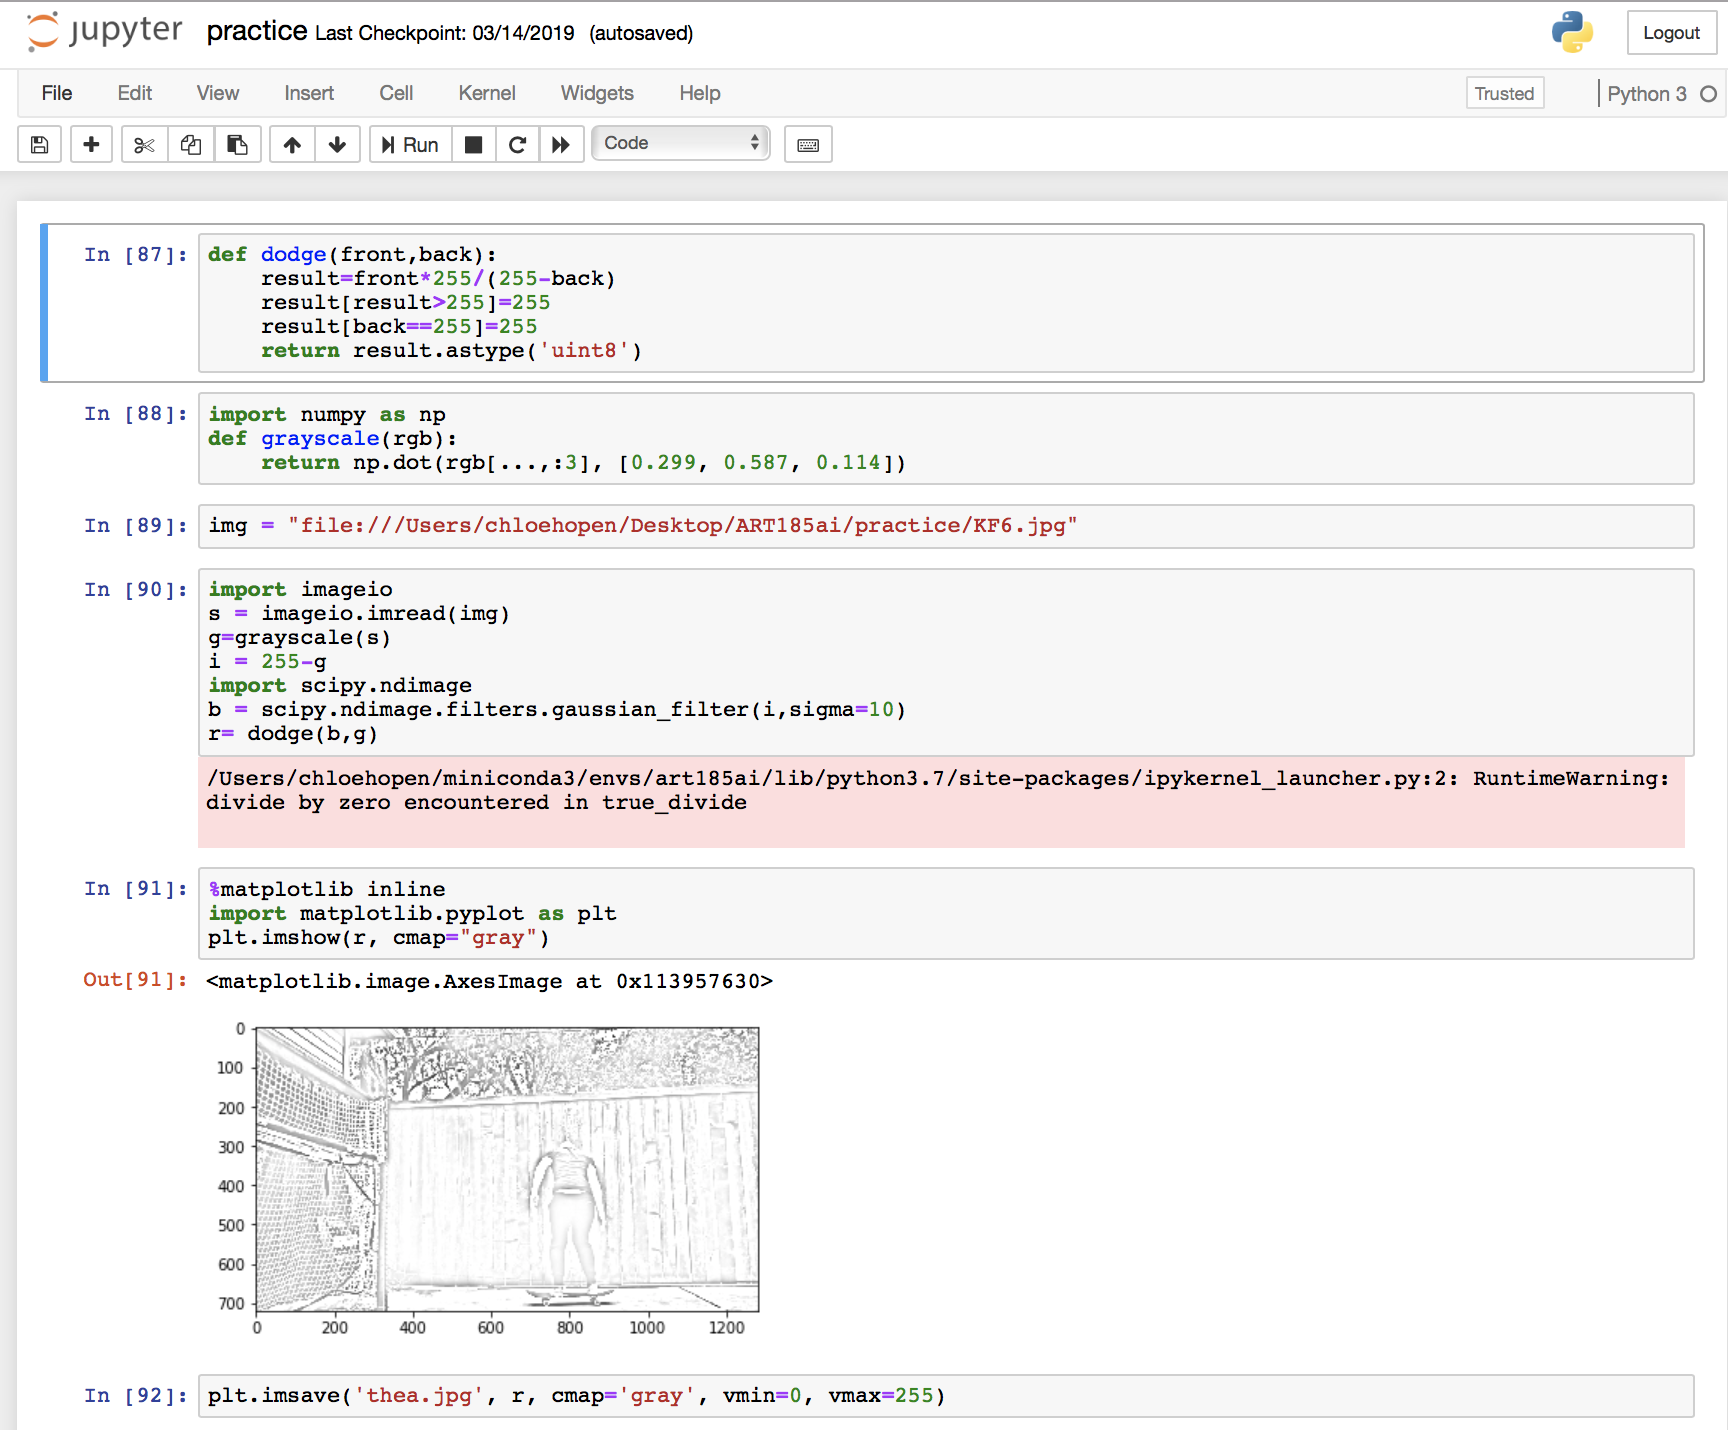 jupyter practice Last Checkpoint: 03/14/2019 (autosaved) Logout
File Edit View Insert Cell Kernel Widgets Help Trusted Python 3
Run Code
In [87]: def dodge(front,back):
    result=front*255/(255-back)
    result[result>255]=255
    result[back==255]=255
    return result.astype('uint8')
In [88]: import numpy as np
def grayscale(rgb):
    return np.dot(rgb[...,:3], [0.299, 0.587, 0.114])
In [89]: img = "file:///Users/chloehopen/Desktop/ART185ai/practice/KF6.jpg"
In [90]: import imageio
s = imageio.imread(img)
g=grayscale(s)
i = 255-g
import scipy.ndimage
b = scipy.ndimage.filters.gaussian_filter(i,sigma=10)
r= dodge(b,g)
/Users/chloehopen/miniconda3/envs/art185ai/lib/python3.7/site-packages/ipykernel_launcher.py:2: RuntimeWarning:
divide by zero encountered in true_divide
In [91]: %matplotlib inline
import matplotlib.pyplot as plt
plt.imshow(r, cmap="gray")
Out[91]: <matplotlib.image.AxesImage at 0x113957630>
0
100
200
300
400
500
600
700
0 200 400 600 800 1000 1200
In [92]: plt.imsave('thea.jpg', r, cmap='gray', vmin=0, vmax=255)